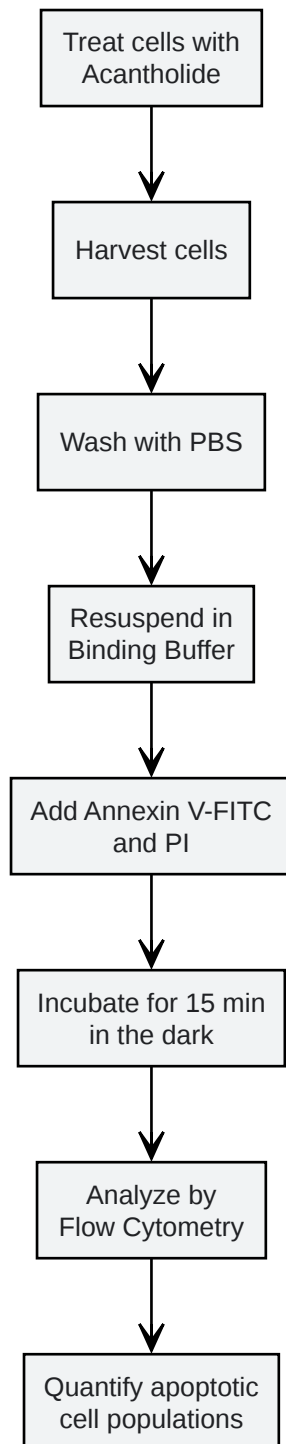 Treat cells with
Acantholide
Harvest cells
Wash with PBS
Resuspend in
Binding Buffer
Add Annexin V-FITC
and PI
Incubate for 15 min
in the dark
Analyze by
Flow Cytometry
Quantify apoptotic
cell populations